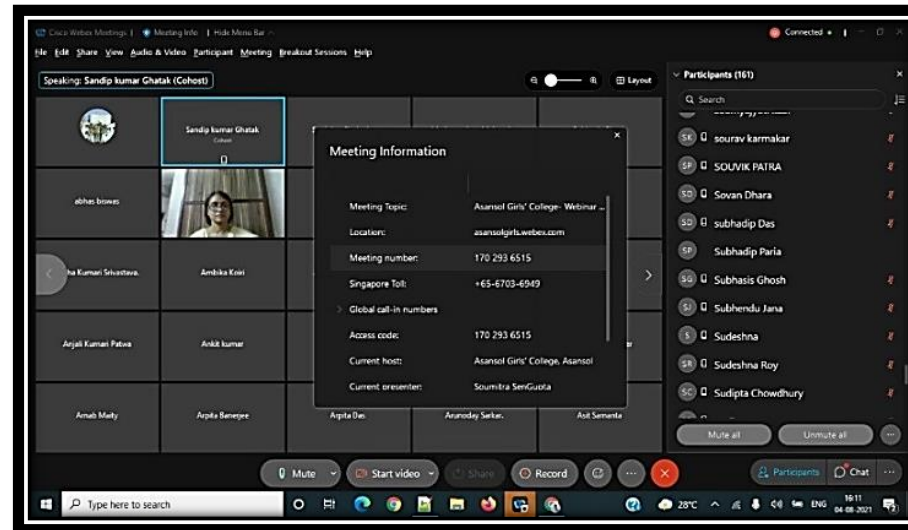 Cisco Webex Meetings
Meeting Info
Hide Menu Bar
Connected
File Edit Share View Audio & Video Participant Meeting Breakout Sessions Help
Speaking: Sandip kumar Ghatak (Cohost)
Layout
Sandip kumar Ghatak
Cohost
abhas biswas
Kumari Srivastava.
Ambika Koiri
Anjali Kumari Patwa
Ankit kumar
Arnab Maity
Arpita Banerjee
Arpita Das
Arunoday Sarkar.
Asit Samanta
Meeting Information
Meeting Topic: Asansol Girls' College- Webinar ...
Location: asansolgirls.webex.com
Meeting number: 170 293 6515
Singapore Toll: +65-6703-6949
Global call-in numbers
Access code: 170 293 6515
Current host: Asansol Girls' College, Asansol
Current presenter: Soumitra SenGupta
Participants (161)
Search
SK sourav karmakar
SP SOUVIK PATRA
SD Sovan Dhara
SD subhadip Das
SP Subhadip Paria
SG Subhasis Ghosh
SJ Subhendu Jana
S Sudeshna
SR Sudeshna Roy
SC Sudipta Chowdhury
Mute all
Unmute all
Mute
Start video
Share
Record
Participants
Chat
Type here to search
28°C
ENG
16:11
04-08-2021